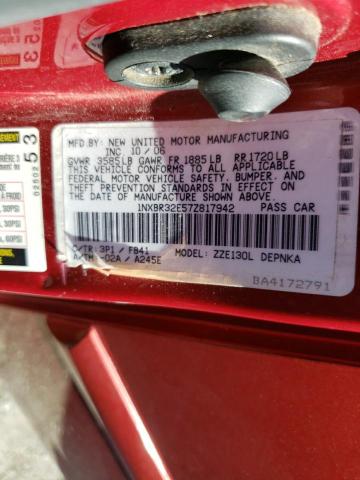 MFD.BY: NEW UNITED MOTOR MANUFACTURING
INC 10/06
GVWR 3585LB GAWR FR 1885LB RR 1720LB
THIS VEHICLE CONFORMS TO ALL APPLICABLE
FEDERAL MOTOR VEHICLE SAFETY, BUMPER, AND
THEFT PREVENTION STANDARDS IN EFFECT ON
THE DATE OF MANUFACTURE SHOWN ABOVE.
1NXBR32E57Z817942 PASS CAR
C/TR: 3P1 / FB41
A/TM: -02A / A245E
MODEL: ZZE130L DEPNKA
BA4172791
53
02502